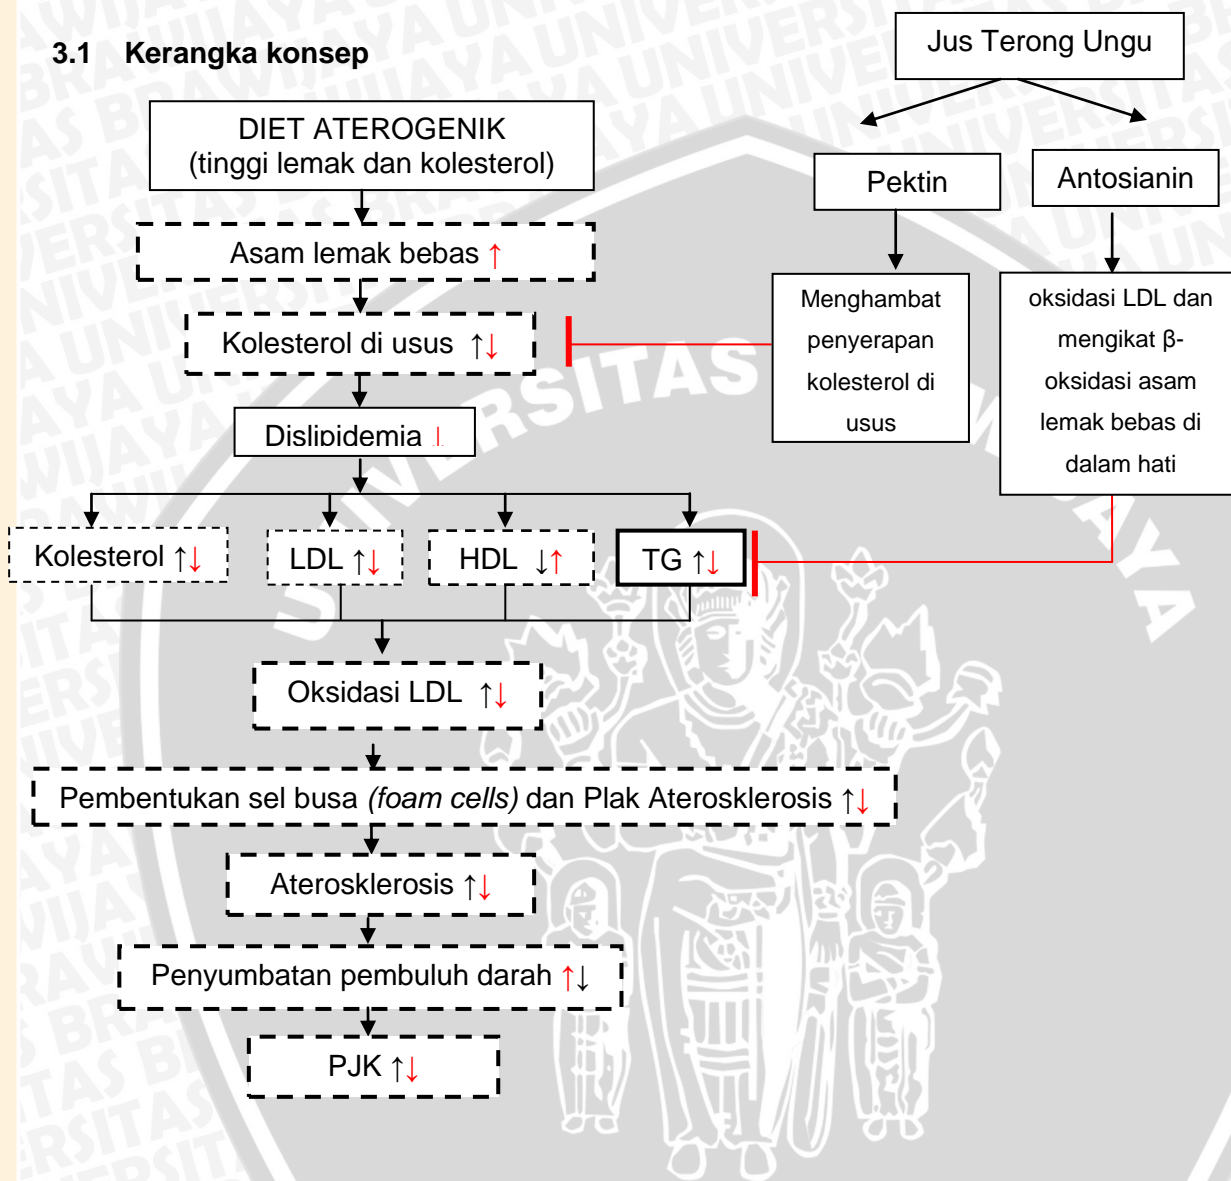 3.1 Kerangka konsep
Jus Terong Ungu
DIET ATEROGENIK
(tinggi lemak dan kolesterol)
Pektin
Antosianin
Asam lemak bebas ↑
Kolesterol di usus ↑↓
Menghambat
penyerapan
kolesterol di
usus
oksidasi LDL dan
mengikat β-
oksidasi asam
lemak bebas di
dalam hati
Dislipidemia ↓
Kolesterol ↑↓
LDL ↑↓
HDL ↓↑
TG ↑↓
Oksidasi LDL ↑↓
Pembentukan sel busa (foam cells) dan Plak Aterosklerosis ↑↓
Aterosklerosis ↑↓
Penyumbatan pembuluh darah ↑↓
PJK ↑↓
UNIVERSITAS BRAWIJAYA